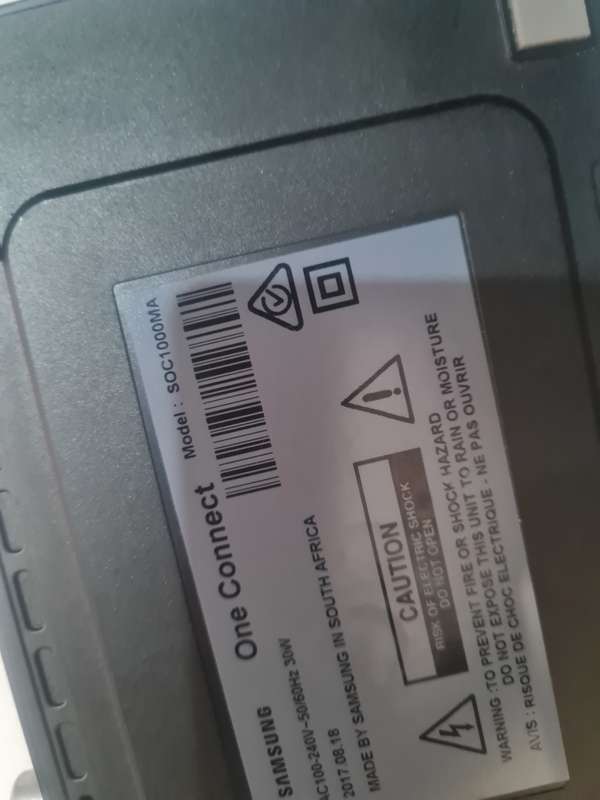 SAMSUNG One Connect Model : SOC1000MA
AC100-240V~50/60Hz 30W
2017.08.16
MADE BY SAMSUNG IN SOUTH AFRICA
CAUTION
RISK OF ELECTRIC SHOCK
DO NOT OPEN
WARNING :TO PREVENT FIRE OR SHOCK HAZARD
DO NOT EXPOSE THIS UNIT TO RAIN OR MOISTURE
AVIS : RISQUE DE CHOC ELECTRIQUE - NE PAS OUVRIR